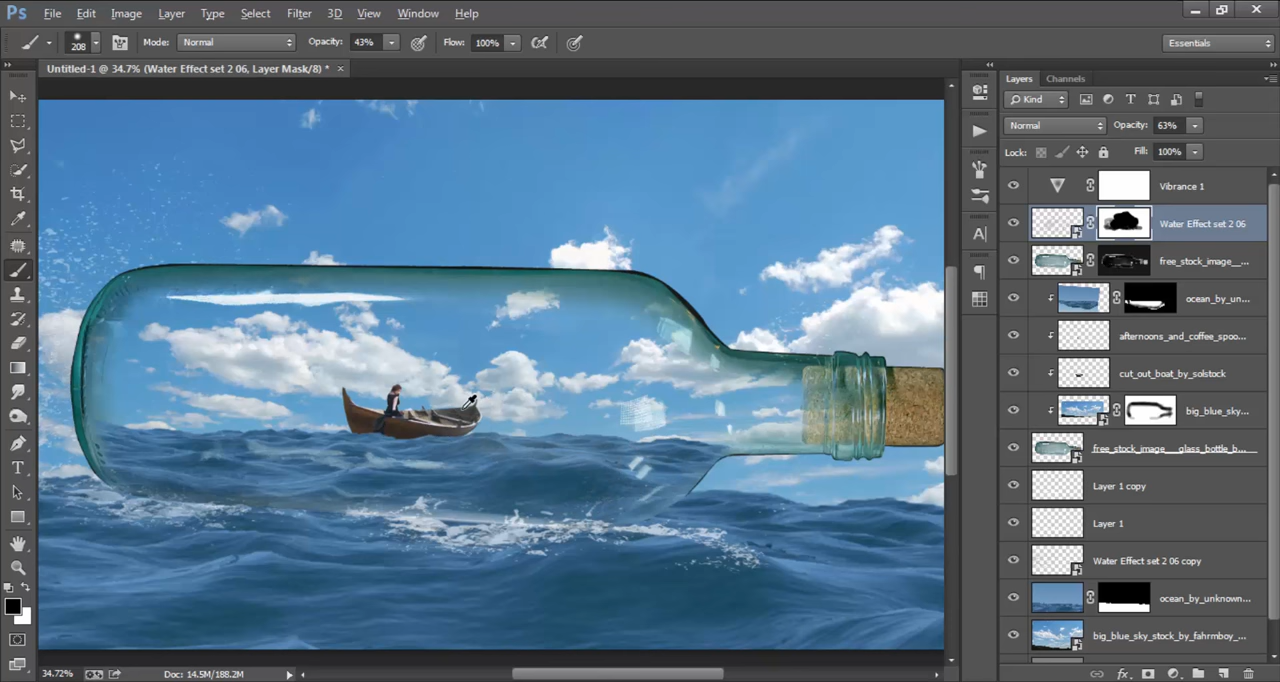 Ps File Edit Image Layer Type Select Filter 3D View Window Help
208 Mode: Normal Opacity: 43% Flow: 100% Essentials
Untitled-1 @ 34.7% (Water Effect set 2 06, Layer Mask/8) *
Layers Channels
Kind
Normal Opacity: 63%
Lock: Fill: 100%
Vibrance 1
Water Effect set 2 06
free_stock_image__...
ocean_by_un...
afternoons_and_coffee_spoo...
cut_out_boat_by_solstock
big_blue_sky...
free_stock_image___glass_bottle_b...
Layer 1 copy
Layer 1
Water Effect set 2 06 copy
ocean_by_unknown...
big_blue_sky_stock_by_fahrmboy_...
34.72% Doc: 14.5M/188.2M